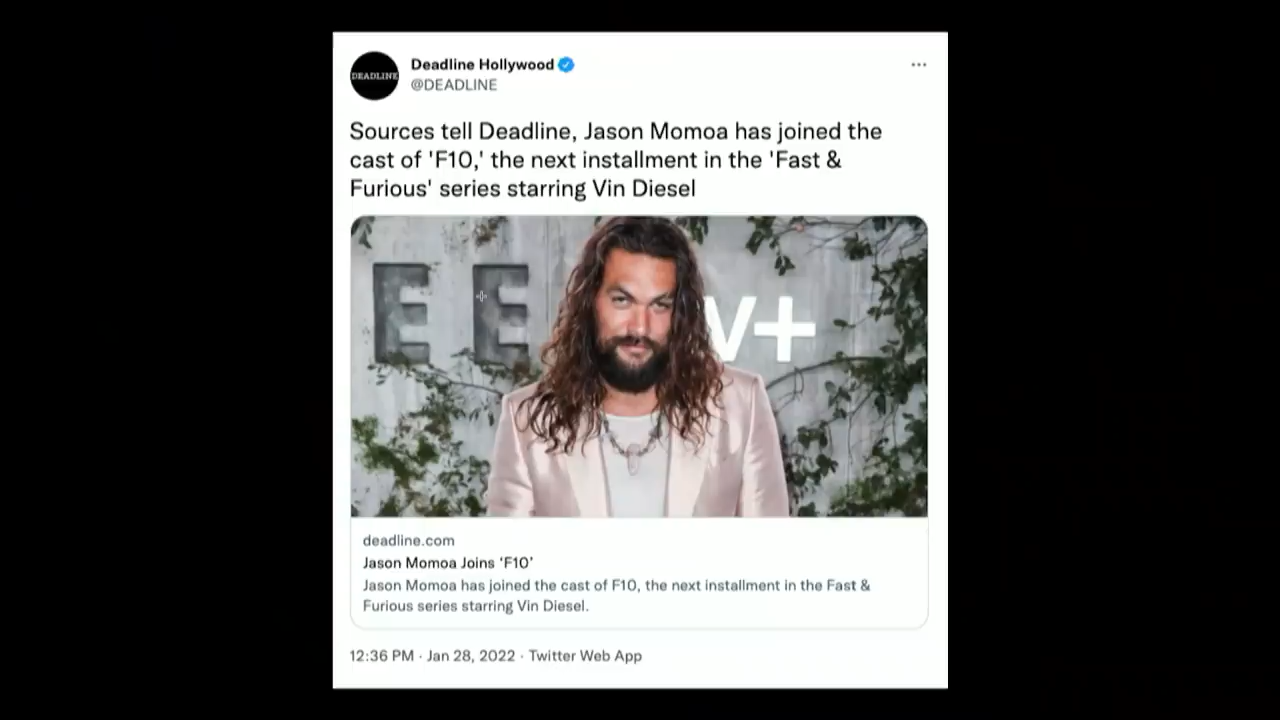 Deadline Hollywood
DEADLINE
@DEADLINE
Sources tell Deadline, Jason Momoa has joined the
cast of 'F10,' the next installment in the 'Fast &
Furious' series starring Vin Diesel
E E V+
deadline.com
Jason Momoa Joins ‘F10’
Jason Momoa has joined the cast of F10, the next installment in the Fast &
Furious series starring Vin Diesel.
12:36 PM · Jan 28, 2022 · Twitter Web App